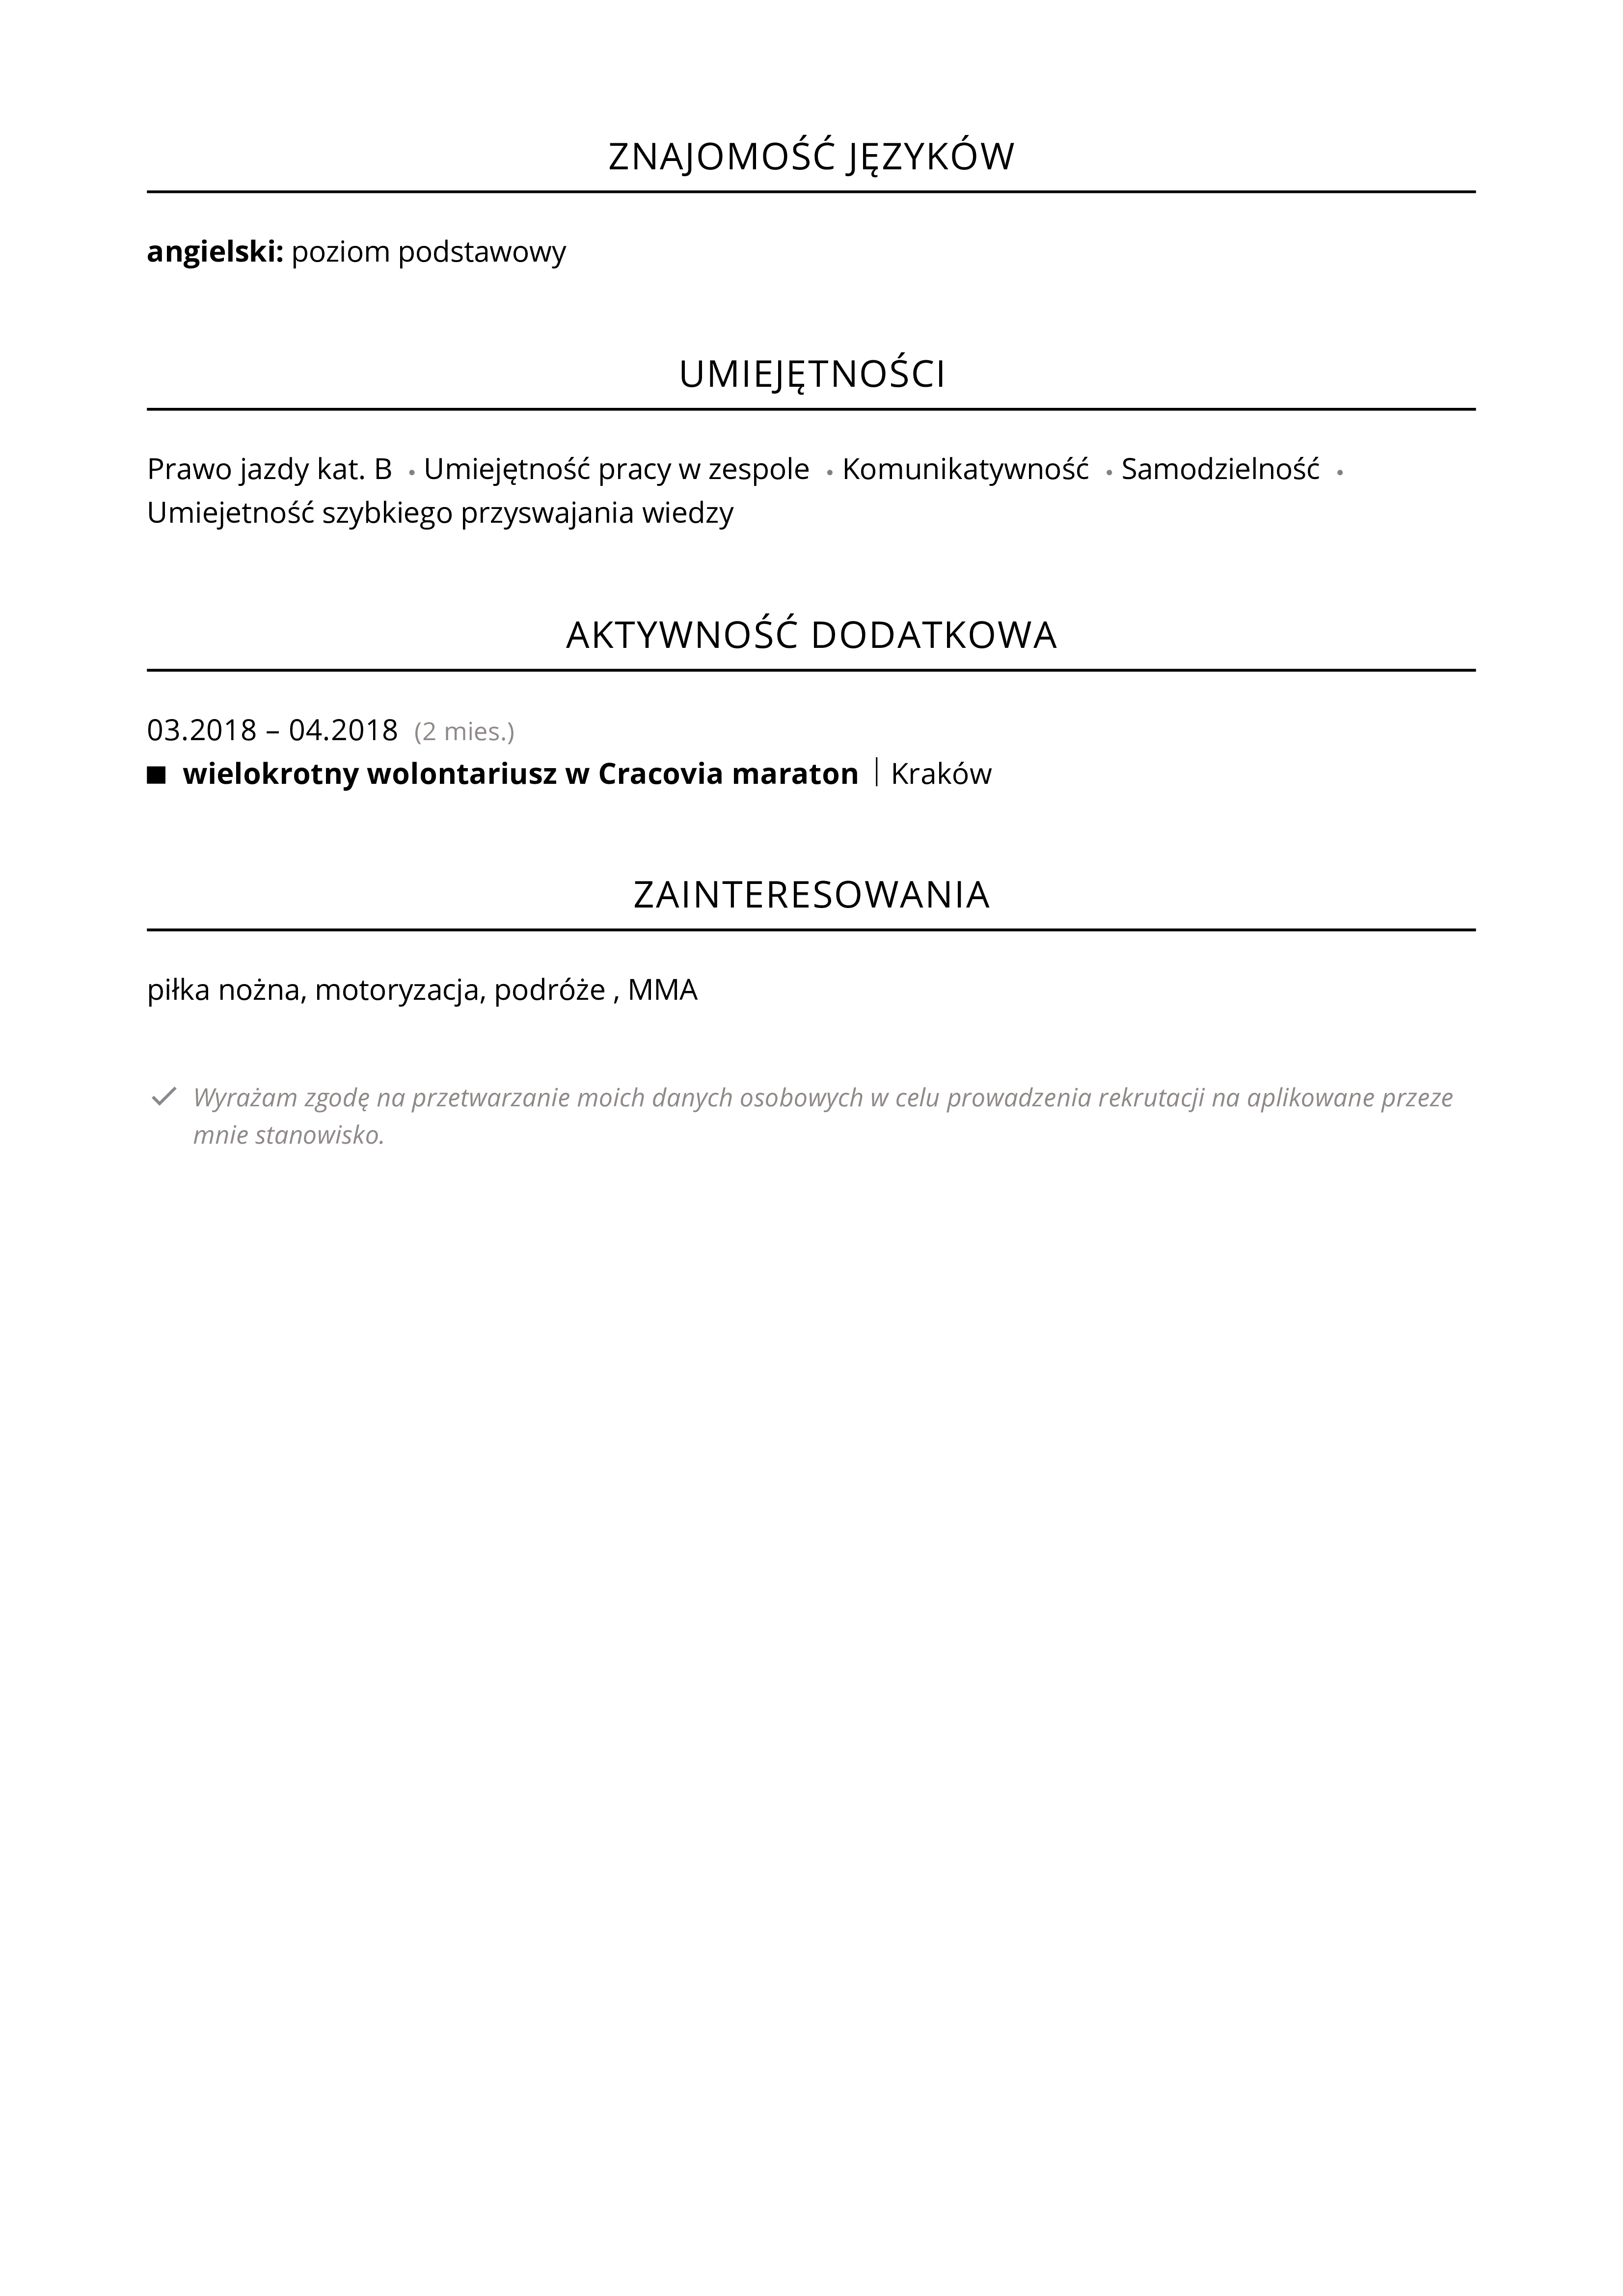 ZNAJOMOŚĆ JĘZYKÓW
angielski: poziom podstawowy
UMIEJĘTNOŚCI
Prawo jazdy kat. B • Umiejętność pracy w zespole • Komunikatywność • Samodzielność •
Umiejetność szybkiego przyswajania wiedzy
AKTYWNOŚĆ DODATKOWA
03.2018 – 04.2018 (2 mies.)
■ wielokrotny wolontariusz w Cracovia maraton | Kraków
ZAINTERESOWANIA
piłka nożna, motoryzacja, podróże , MMA
✓ Wyrażam zgodę na przetwarzanie moich danych osobowych w celu prowadzenia rekrutacji na aplikowane przeze
mnie stanowisko.